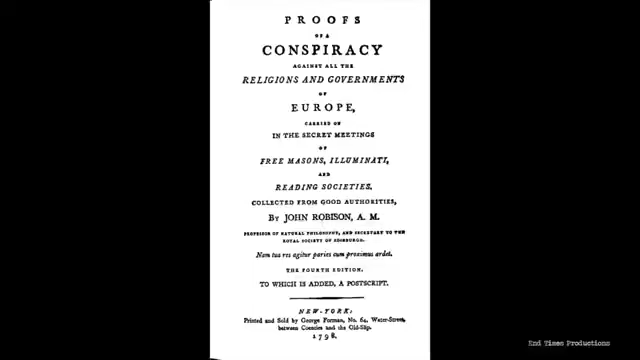 PROOFS
OF A
CONSPIRACY
AGAINST ALL THE
RELIGIONS AND GOVERNMENTS
OF
EUROPE,
CARRIED ON
IN THE SECRET MEETINGS
OF
FREE MASONS, ILLUMINATI,
AND
READING SOCIETIES.
COLLECTED FROM GOOD AUTHORITIES,
By JOHN ROBISON, A. M.
PROFESSOR OF NATURAL PHILOSOPHY, AND SECRETARY TO THE
ROYAL SOCIETY OF EDINBURGH.
Nam tua res agitur paries cum proximus ardet.
THE FOURTH EDITION.
TO WHICH IS ADDED, A POSTSCRIPT.
NEW-YORK:
Printed and Sold by George Forman, No. 64, Water-Street,
between Coenties and the Old-Slip.
1798.
End Times Productions